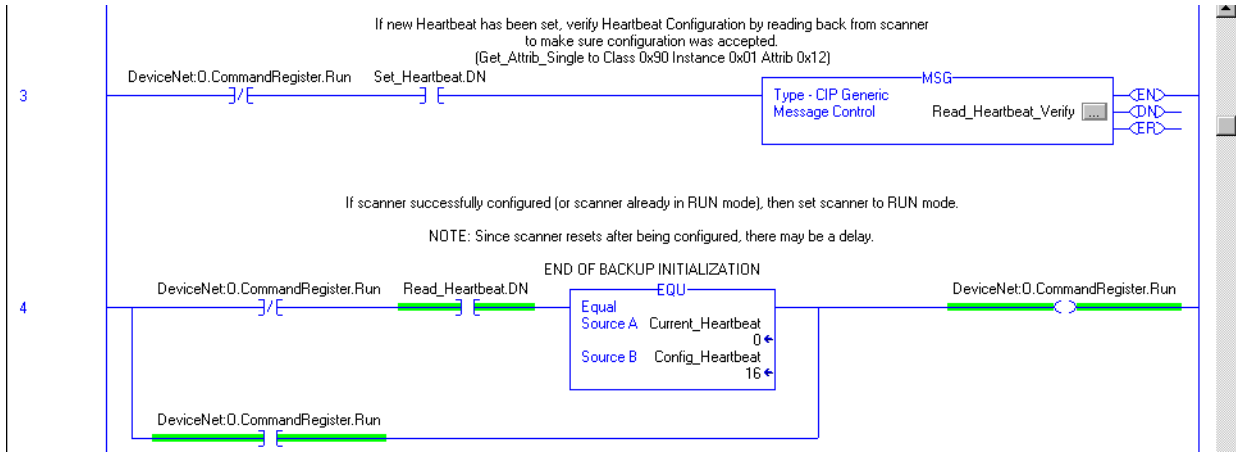 If new Heartbeat has been set, verify Heartbeat Configuration by reading back from scanner
to make sure configuration was accepted.
(Get_Attrib_Single to Class 0x90 Instance 0x01 Attrib 0x12)
DeviceNet:O.CommandRegister.Run Set_Heartbeat.DN
MSG
3
Type - CIP Generic
Message Control Read_Heartbeat_Verify ...
EN
DN
ER
If scanner successfully configured (or scanner already in RUN mode), then set scanner to RUN mode.
NOTE: Since scanner resets after being configured, there may be a delay.
END OF BACKUP INITIALIZATION
DeviceNet:O.CommandRegister.Run Read_Heartbeat.DN
EQU
DeviceNet:O.CommandRegister.Run
4
Equal
Source A Current_Heartbeat
0
Source B Config_Heartbeat
16
DeviceNet:O.CommandRegister.Run